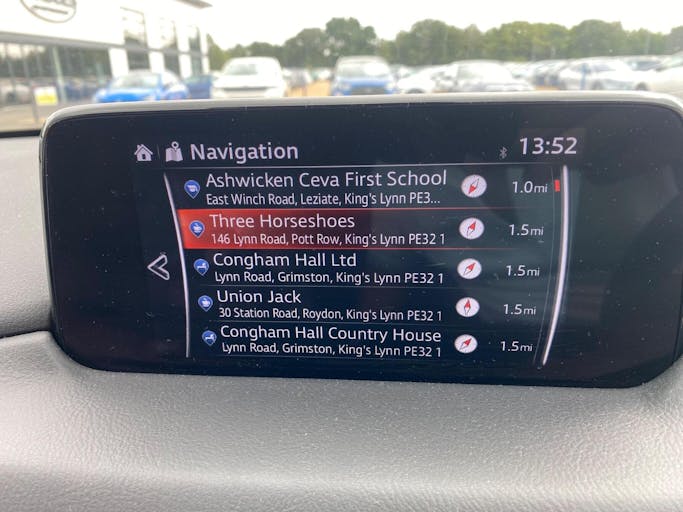 Navigation
13:52
Ashwicken Ceva First School
1.0mi
East Winch Road, Leziate, King's Lynn PE3...
Three Horseshoes
1.5mi
146 Lynn Road, Pott Row, King's Lynn PE32 1
Congham Hall Ltd
1.5mi
Lynn Road, Grimston, King's Lynn PE32 1
Union Jack
1.5mi
30 Station Road, Roydon, King's Lynn PE32 1
Congham Hall Country House
1.5mi
Lynn Road, Grimston, King's Lynn PE32 1